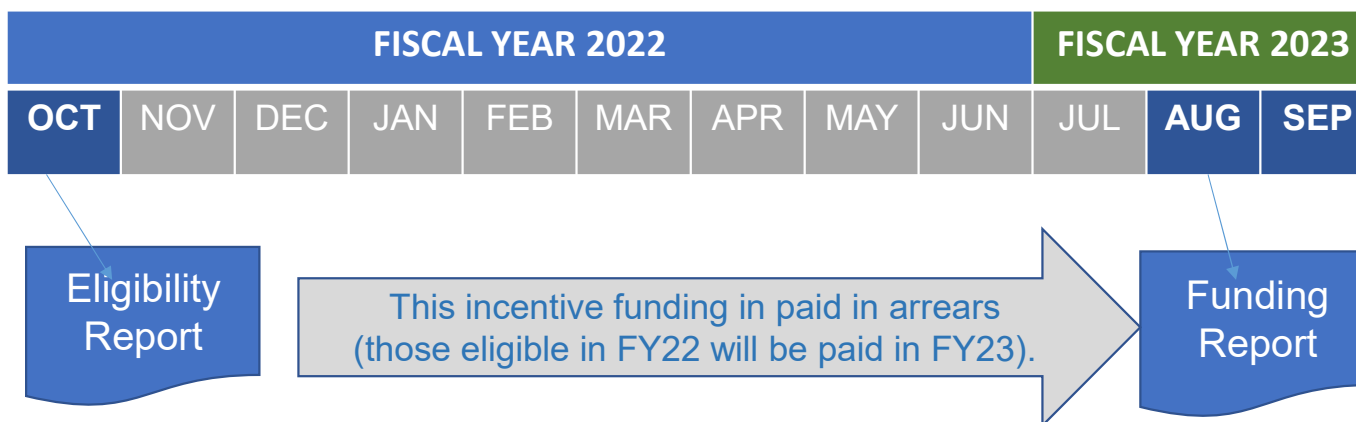 FISCAL YEAR 2022 FISCAL YEAR 2023
OCT NOV DEC JAN FEB MAR APR MAY JUN JUL AUG SEP
Eligibility
Report
This incentive funding in paid in arrears
(those eligible in FY22 will be paid in FY23).
Funding
Report